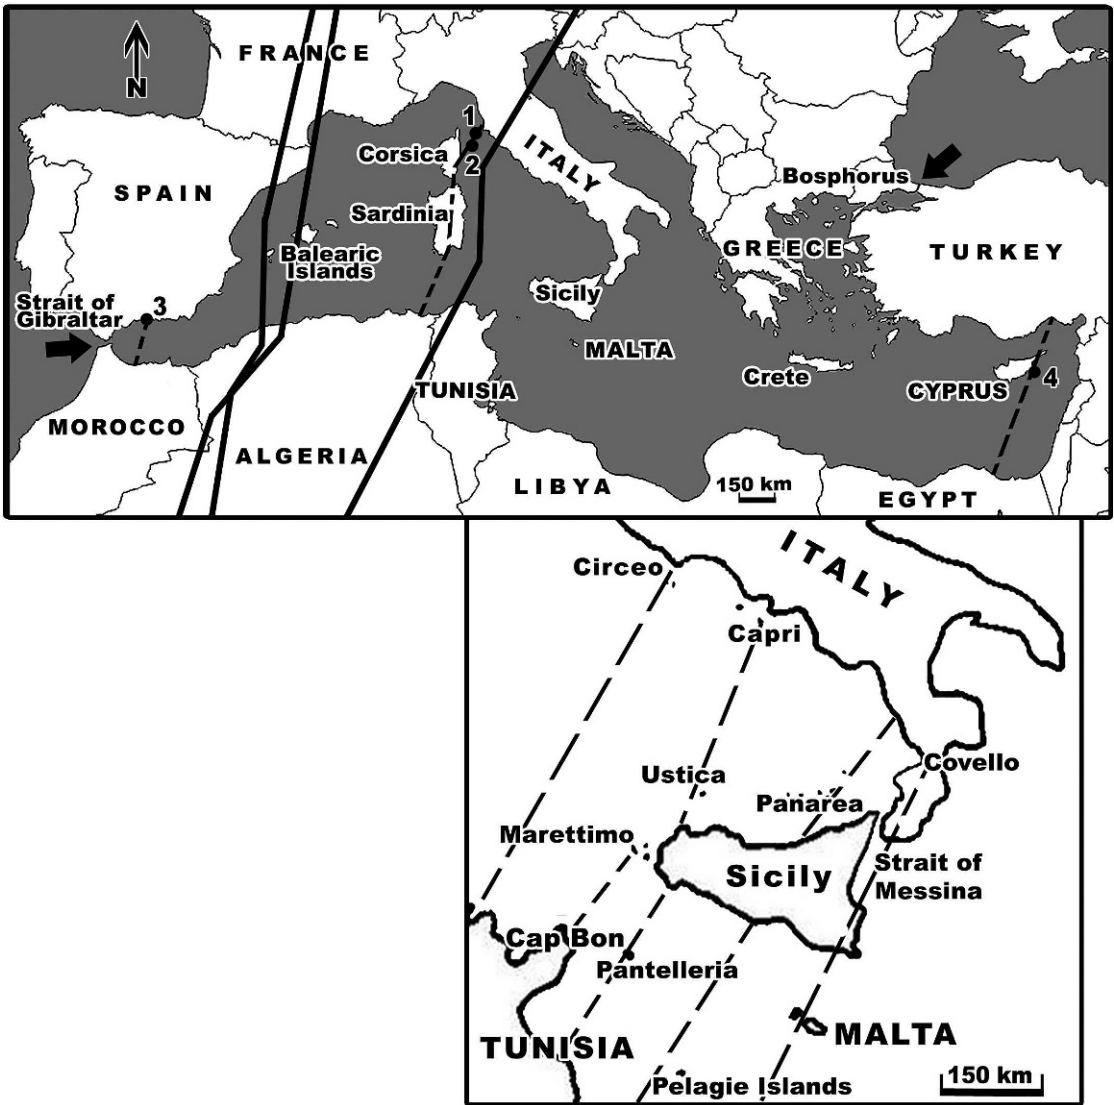 FRANCE
N
1
Corsica
2
ITALY
SPAIN
Bosphorus
Sardinia
Balearic
Islands
GREECE
TURKEY
Strait of
Gibraltar
3
Sicily
MALTA
Crete
CYPRUS
4
TUNISIA
MOROCCO
ALGERIA
LIBYA
150 km
EGYPT
ITALY
Circeo
Capri
Covello
Ustica
Panarea
Marettimo
Sicily
Strait of
Messina
Cap Bon
Pantelleria
MALTA
TUNISIA
Pelagie Islands
150 km